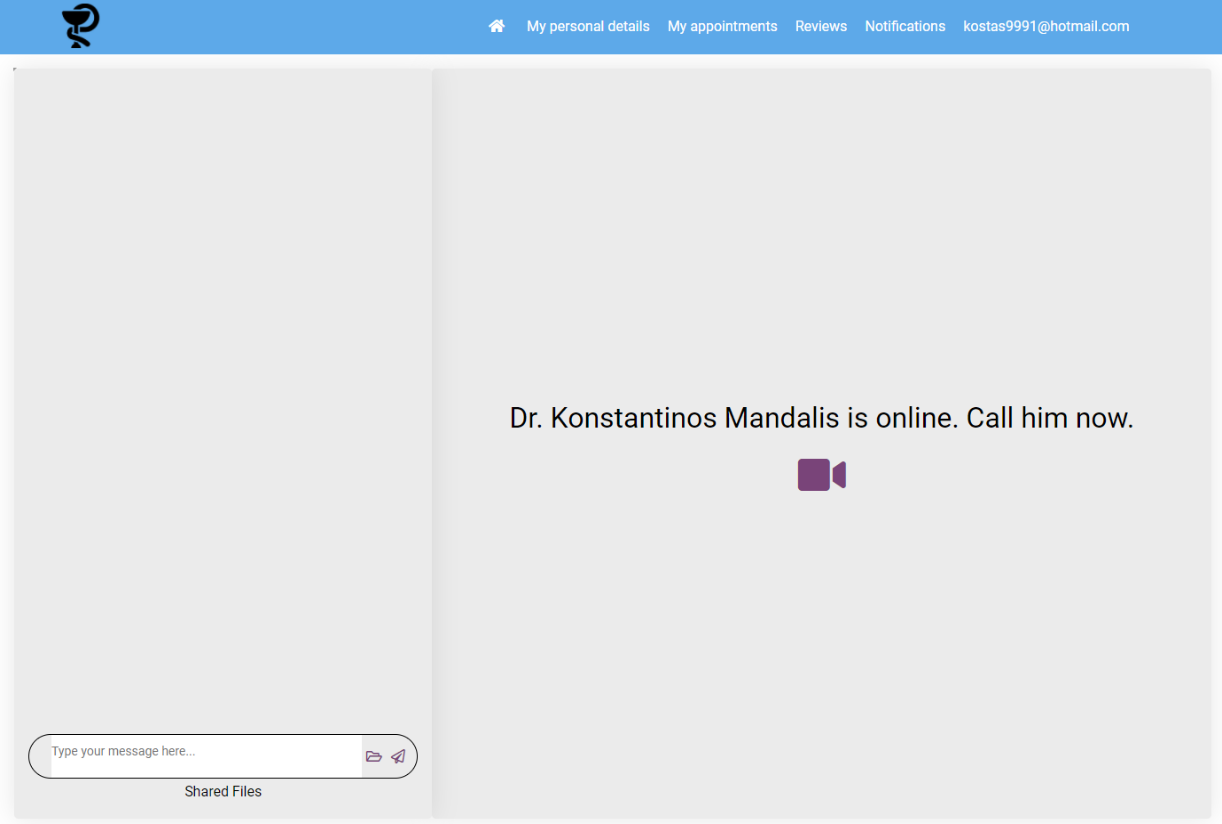 My personal details My appointments Reviews Notifications kostas9991@hotmail.com
Dr. Konstantinos Mandalis is online. Call him now.
Type your message here...
Shared Files